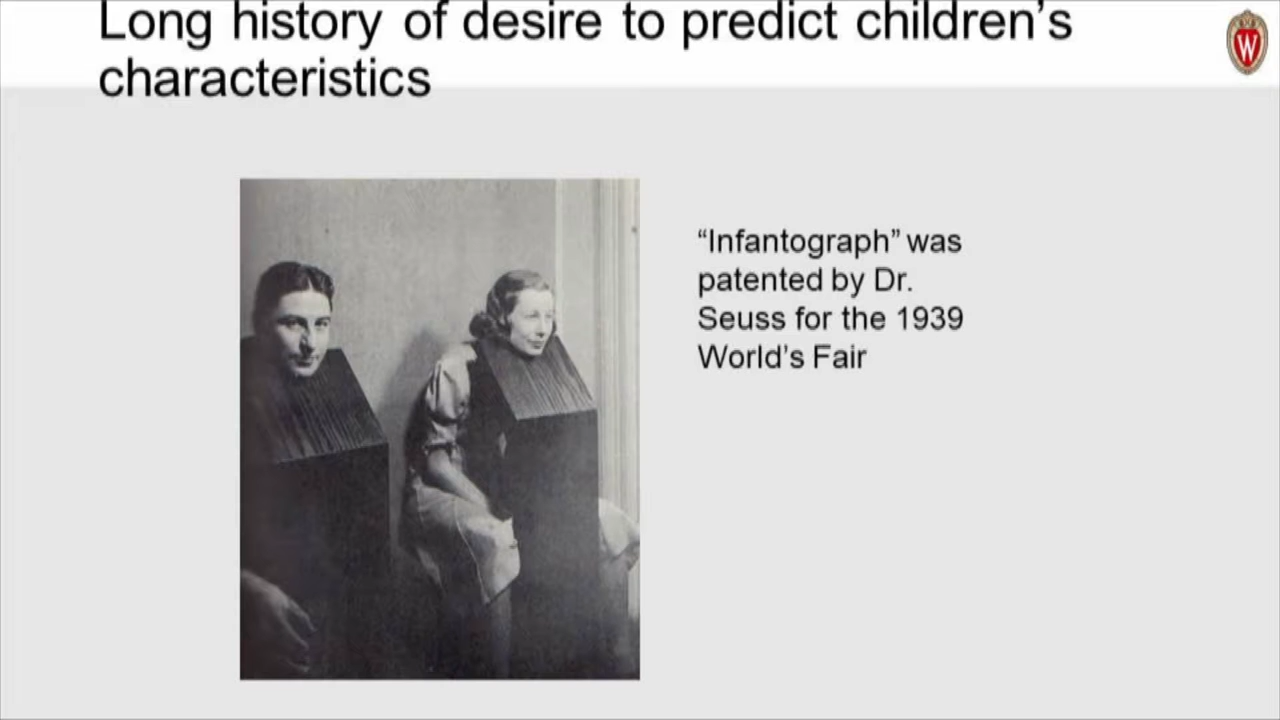 Long history of desire to predict children’s
characteristics
W
“Infantograph” was
patented by Dr.
Seuss for the 1939
World’s Fair